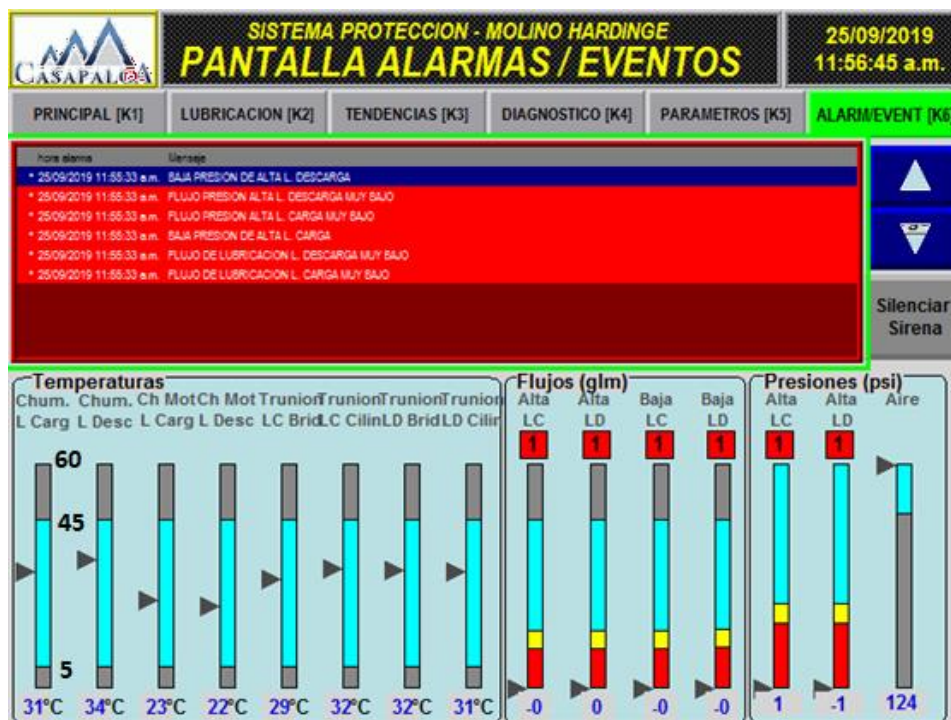 CASAPALCA
SISTEMA PROTECCION - MOLINO HARDINGE
PANTALLA ALARMAS / EVENTOS
25/09/2019
11:56:45 a.m.
PRINCIPAL [K1] LUBRICACION [K2] TENDENCIAS [K3] DIAGNOSTICO [K4] PARAMETROS [K5] ALARM/EVENT [K6
hora alarma Mensaje
* 25/09/2019 11:55:33 a.m. BAJA PRESION DE ALTA L. DESCARGA
* 25/09/2019 11:55:33 a.m. FLUJO PRESION ALTA L. DESCARGA MUY BAJO
* 25/09/2019 11:55:33 a.m. FLUJO PRESION ALTA L. CARGA MUY BAJO
* 25/09/2019 11:55:33 a.m. BAJA PRESION DE ALTA L. CARGA
* 25/09/2019 11:55:33 a.m. FLUJO DE LUBRICACION L. DESCARGA MUY BAJO
* 25/09/2019 11:55:33 a.m. FLUJO DE LUBRICACION L. CARGA MUY BAJO
Silenciar
Sirena
Temperaturas Flujos (glm) Presiones (psi)
Chum. Chum. Ch Mot Ch Mot Trunion Trunion Trunion Trunion Alta Alta Baja Baja Alta Alta Aire
L Carg L Desc L Carg L Desc LC Brid LC Cilin LD Brid LD Cilin LC LD LC LD LC LD
1 1 1 1 1 1
60
45
5
31°C 34°C 23°C 22°C 29°C 32°C 32°C 31°C -0 0 -0 -0 1 -1 124